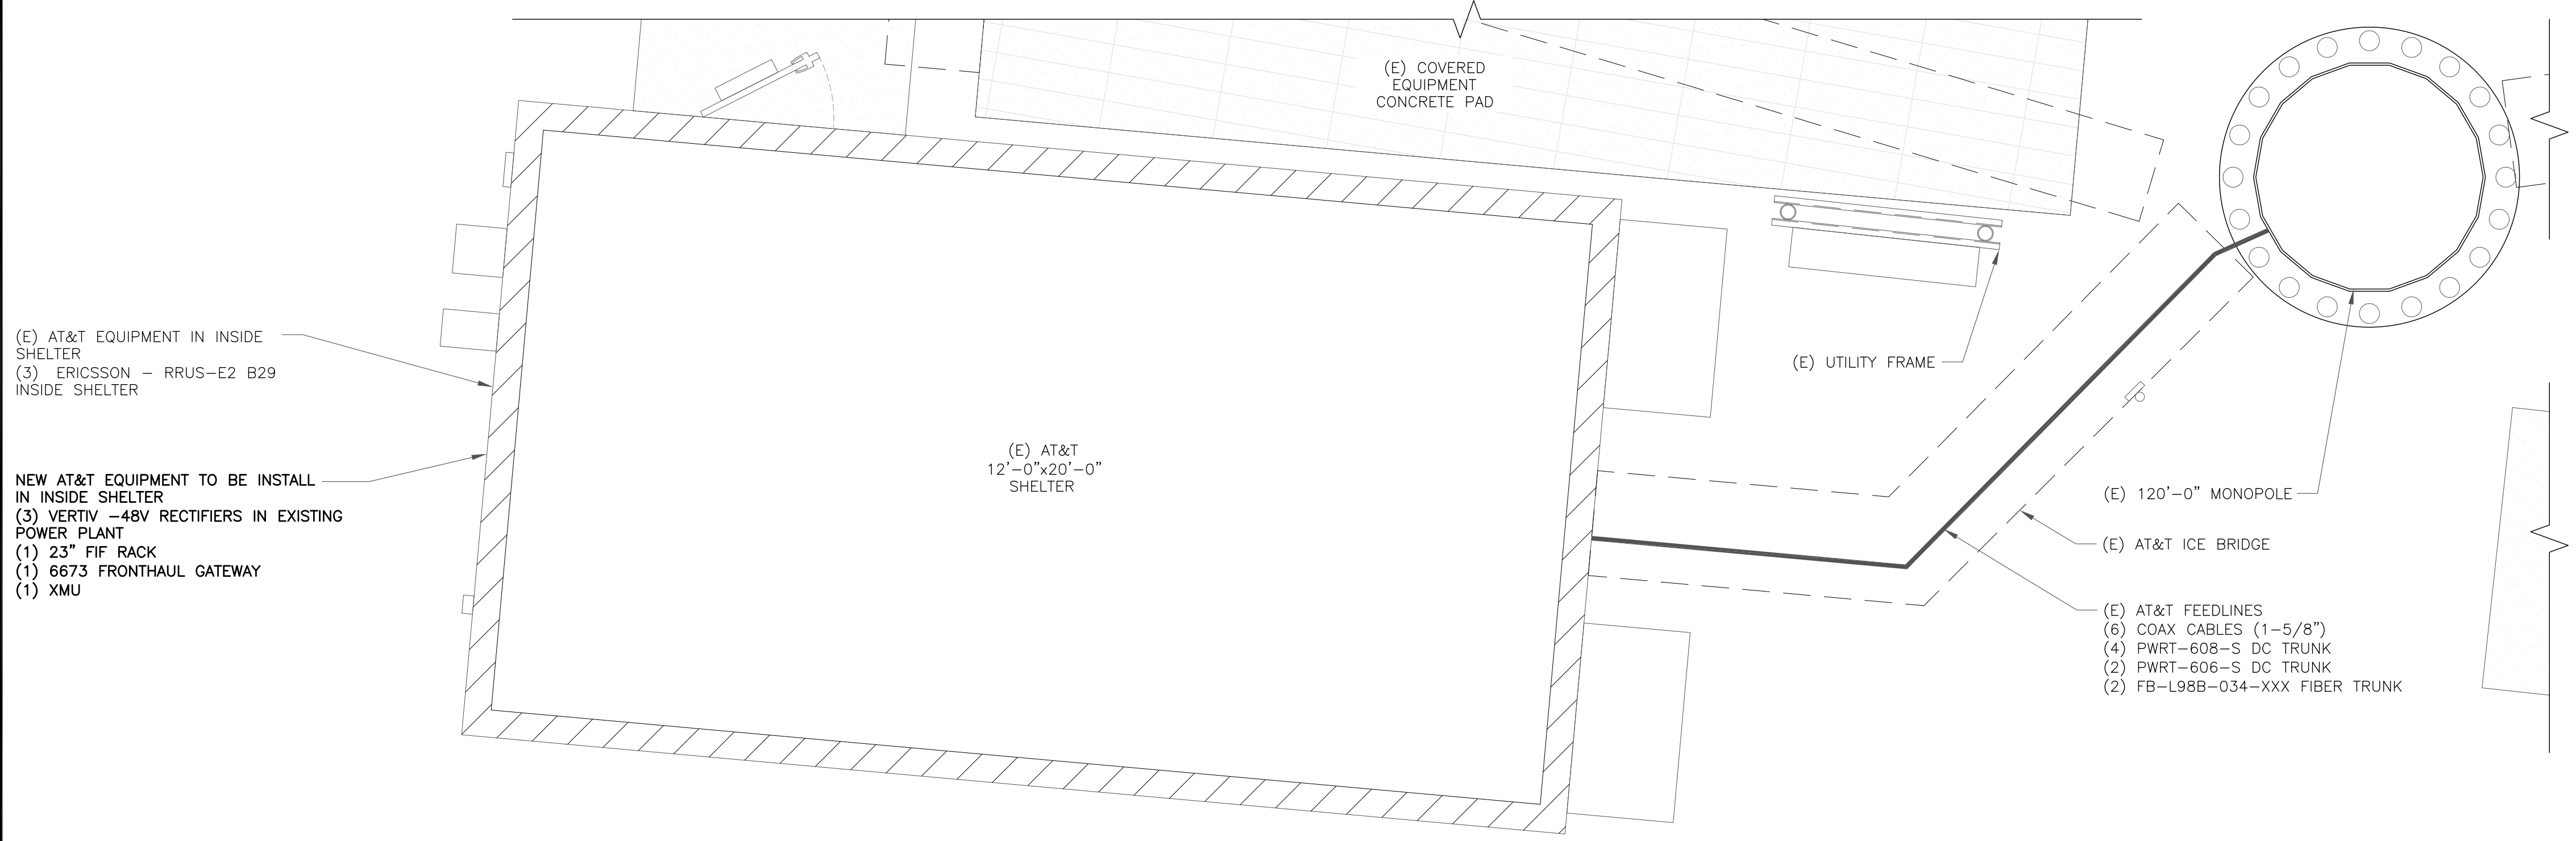 (E) COVERED
EQUIPMENT
CONCRETE PAD
(E) AT&T EQUIPMENT IN INSIDE
SHELTER
(3) ERICSSON - RRUS-E2 B29
INSIDE SHELTER
NEW AT&T EQUIPMENT TO BE INSTALL
IN INSIDE SHELTER
(3) VERTIV -48V RECTIFIERS IN EXISTING
POWER PLANT
(1) 23" FIF RACK
(1) 6673 FRONTHAUL GATEWAY
(1) XMU
(E) AT&T
12'-0"x20'-0"
SHELTER
(E) UTILITY FRAME
(E) 120'-0" MONOPOLE
(E) AT&T ICE BRIDGE
(E) AT&T FEEDLINES
(6) COAX CABLES (1-5/8")
(4) PWRT-608-S DC TRUNK
(2) PWRT-606-S DC TRUNK
(2) FB-L98B-034-XXX FIBER TRUNK